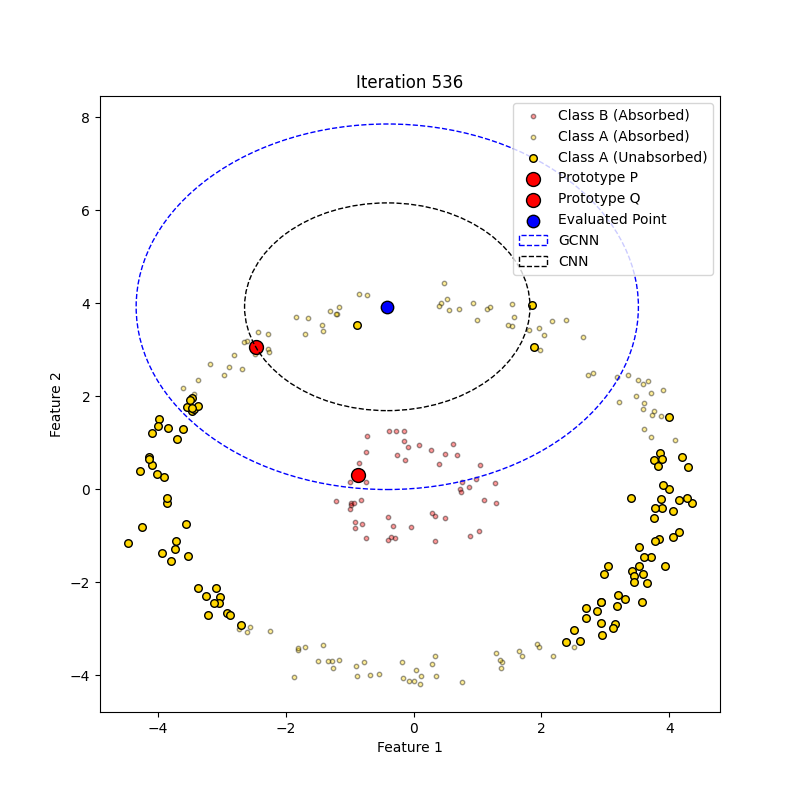 Iteration 536
Class B (Absorbed)
Class A (Absorbed)
Class A (Unabsorbed)
Prototype P
Prototype Q
Evaluated Point
GCNN
CNN
8
6
4
2
0
−2
−4
Feature 2
−4
−2
0
2
4
Feature 1